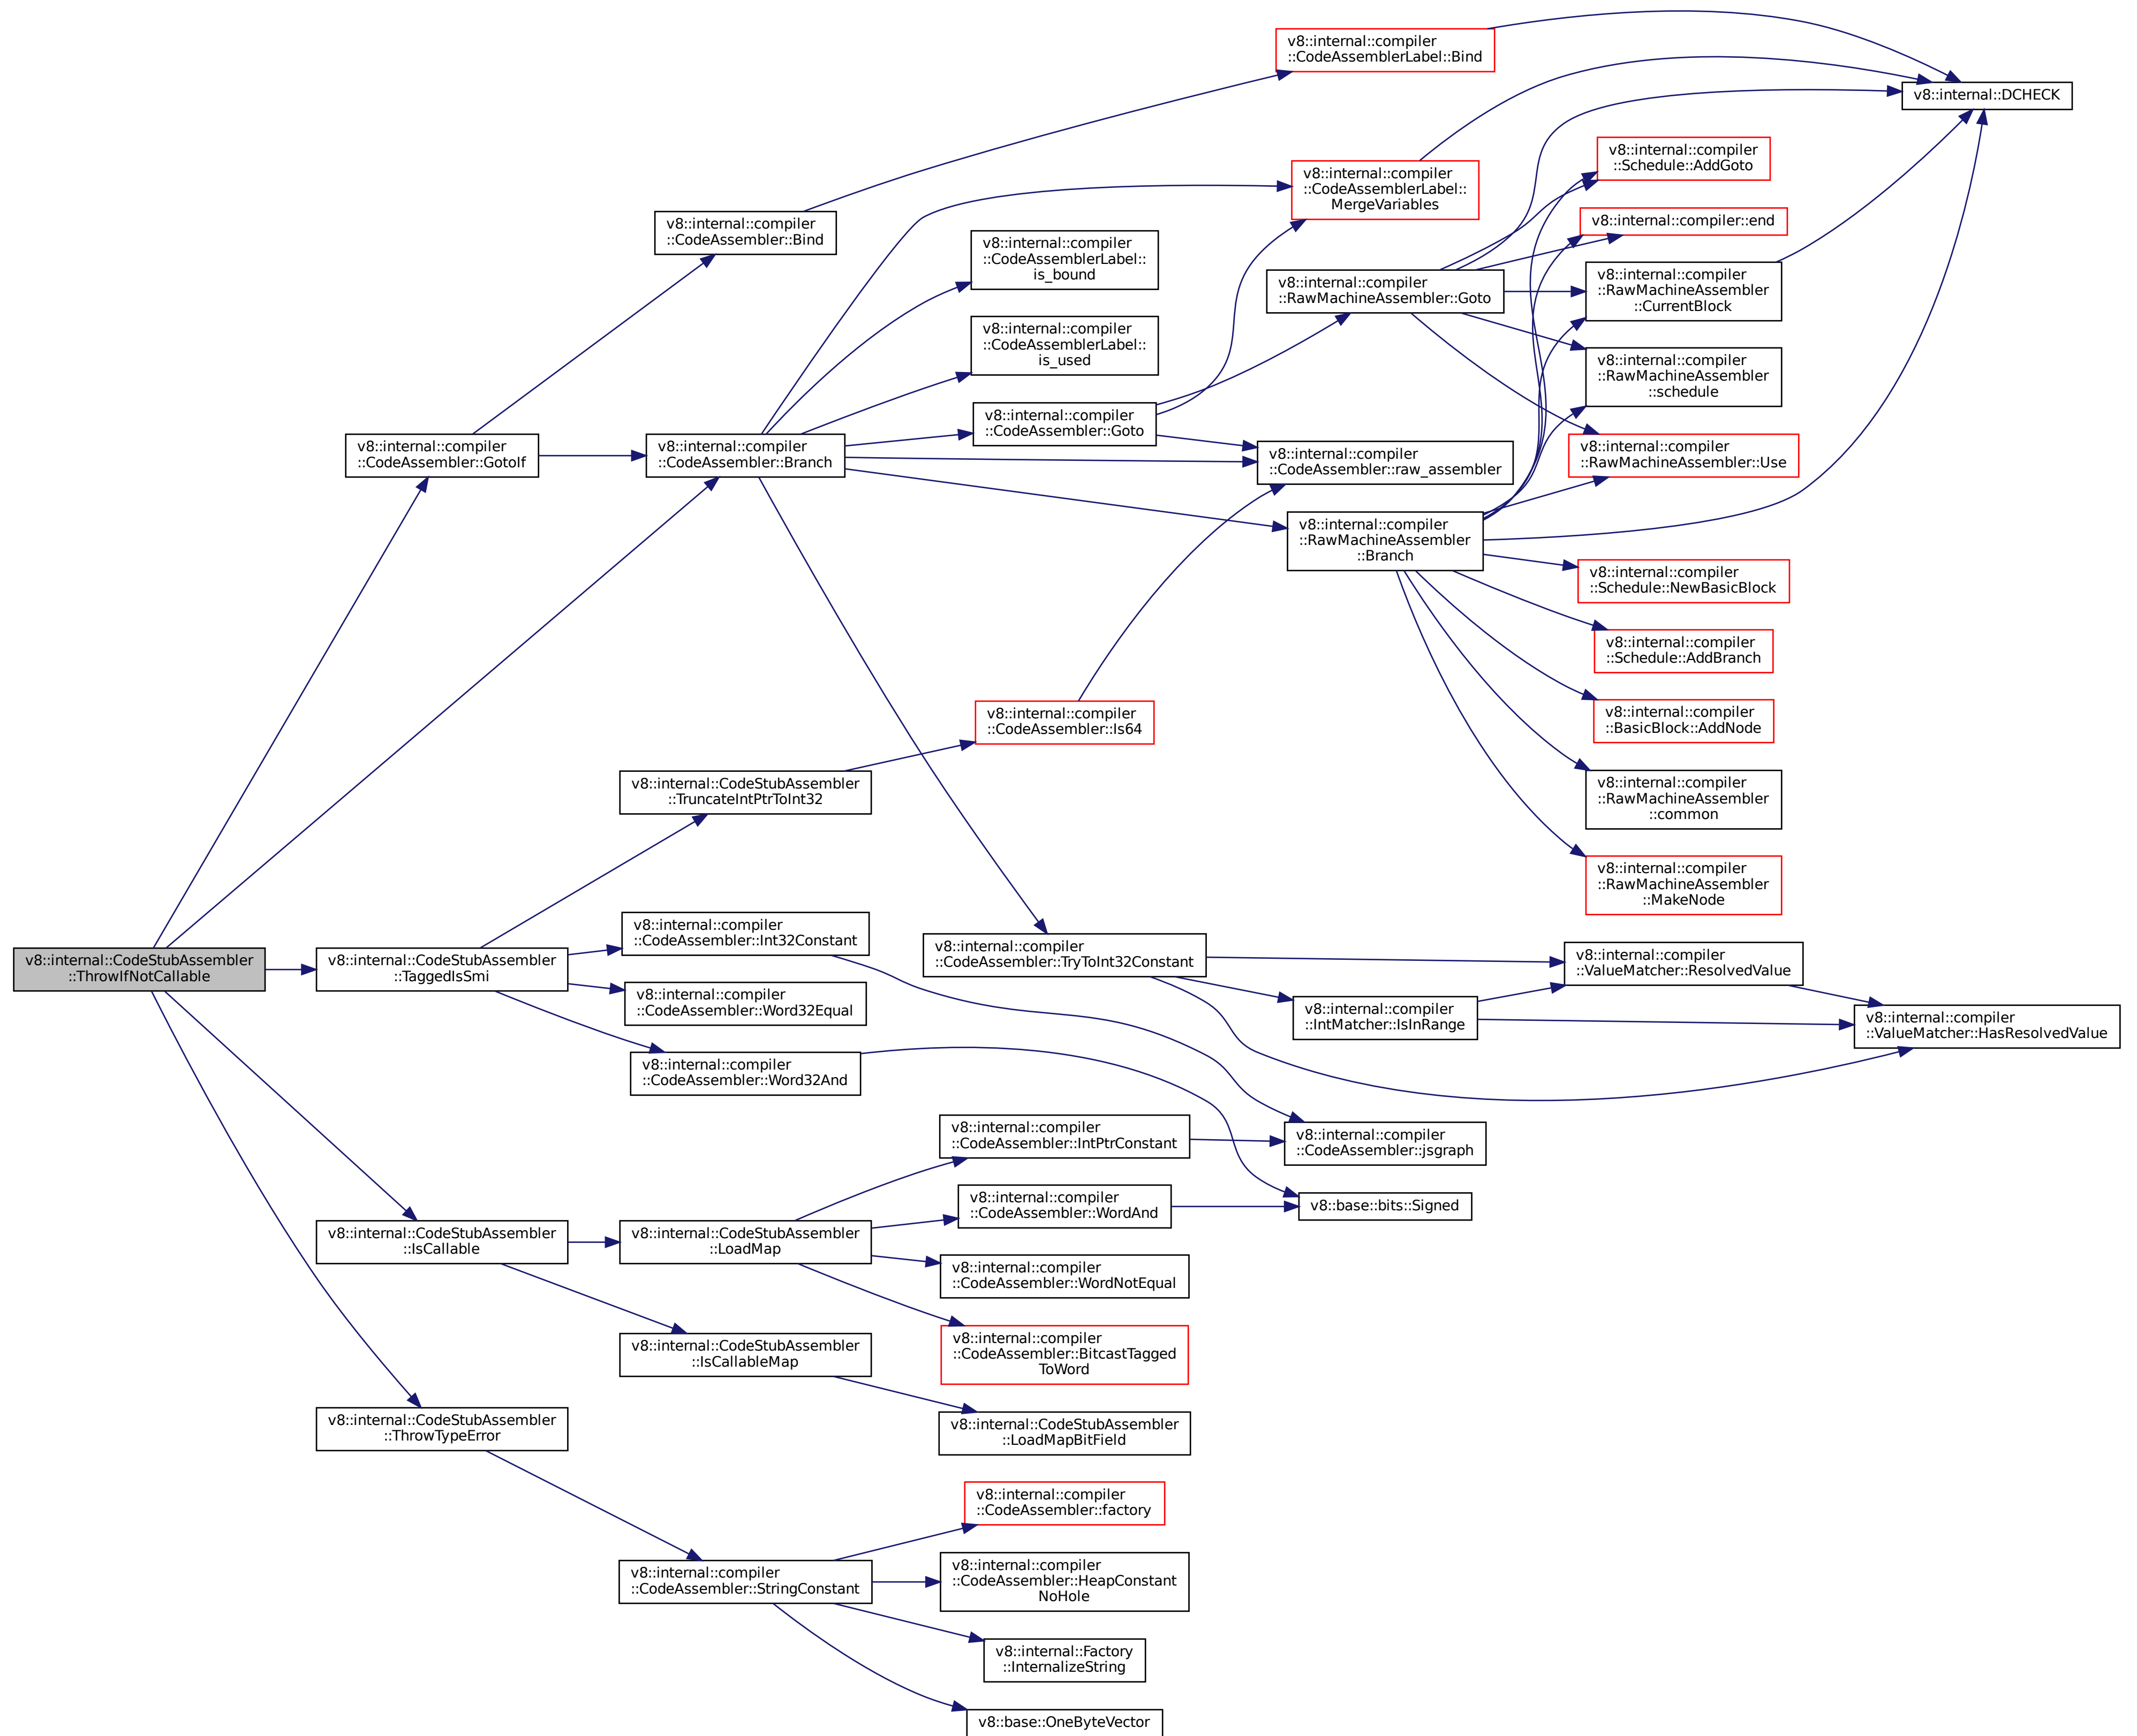 v8::internal::CodeStubAssembler
::ThrowIfNotCallable
v8::internal::compiler
::CodeAssembler::GotoIf
v8::internal::CodeStubAssembler
::TaggedIsSmi
v8::internal::CodeStubAssembler
::IsCallable
v8::internal::CodeStubAssembler
::ThrowTypeError
v8::internal::compiler
::CodeAssembler::Bind
v8::internal::compiler
::CodeAssembler::Branch
v8::internal::CodeStubAssembler
::TruncateIntPtrToInt32
v8::internal::compiler
::CodeAssembler::Int32Constant
v8::internal::compiler
::CodeAssembler::Word32Equal
v8::internal::compiler
::CodeAssembler::Word32And
v8::internal::CodeStubAssembler
::LoadMap
v8::internal::CodeStubAssembler
::IsCallableMap
v8::internal::compiler
::CodeAssembler::StringConstant
v8::internal::compiler
::CodeAssemblerLabel::
is_bound
v8::internal::compiler
::CodeAssemblerLabel::
is_used
v8::internal::compiler
::CodeAssembler::Goto
v8::internal::compiler
::CodeAssembler::Is64
v8::internal::compiler
::CodeAssembler::TryToInt32Constant
v8::internal::compiler
::CodeAssembler::IntPtrConstant
v8::internal::compiler
::CodeAssembler::WordAnd
v8::internal::compiler
::CodeAssembler::WordNotEqual
v8::internal::compiler
::CodeAssembler::BitcastTagged
ToWord
v8::internal::CodeStubAssembler
::LoadMapBitField
v8::internal::compiler
::CodeAssembler::factory
v8::internal::compiler
::CodeAssembler::HeapConstant
NoHole
v8::internal::Factory
::InternalizeString
v8::base::OneByteVector
v8::internal::compiler
::CodeAssemblerLabel::Bind
v8::internal::compiler
::CodeAssemblerLabel::
MergeVariables
v8::internal::compiler
::RawMachineAssembler::Goto
v8::internal::compiler
::CodeAssembler::raw_assembler
v8::internal::compiler
::RawMachineAssembler
::Branch
v8::internal::compiler
::IntMatcher::IsInRange
v8::internal::compiler
::CodeAssembler::jsgraph
v8::base::bits::Signed
v8::internal::compiler
::Schedule::AddGoto
v8::internal::compiler::end
v8::internal::compiler
::RawMachineAssembler
::CurrentBlock
v8::internal::compiler
::RawMachineAssembler
::schedule
v8::internal::compiler
::RawMachineAssembler::Use
v8::internal::compiler
::Schedule::NewBasicBlock
v8::internal::compiler
::Schedule::AddBranch
v8::internal::compiler
::BasicBlock::AddNode
v8::internal::compiler
::RawMachineAssembler
::common
v8::internal::compiler
::RawMachineAssembler
::MakeNode
v8::internal::compiler
::ValueMatcher::ResolvedValue
v8::internal::DCHECK
v8::internal::compiler
::ValueMatcher::HasResolvedValue